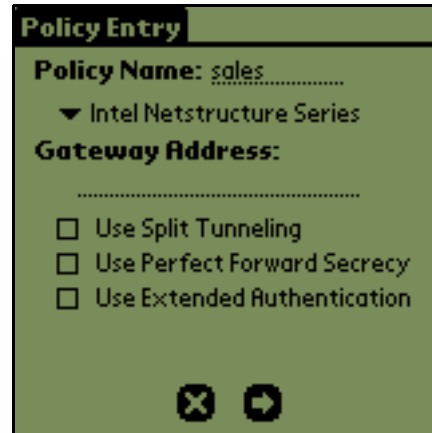 Policy Entry
Policy Name: sales
Intel Netstructure Series
Gateway Address:
Use Split Tunneling
Use Perfect Forward Secrecy
Use Extended Authentication